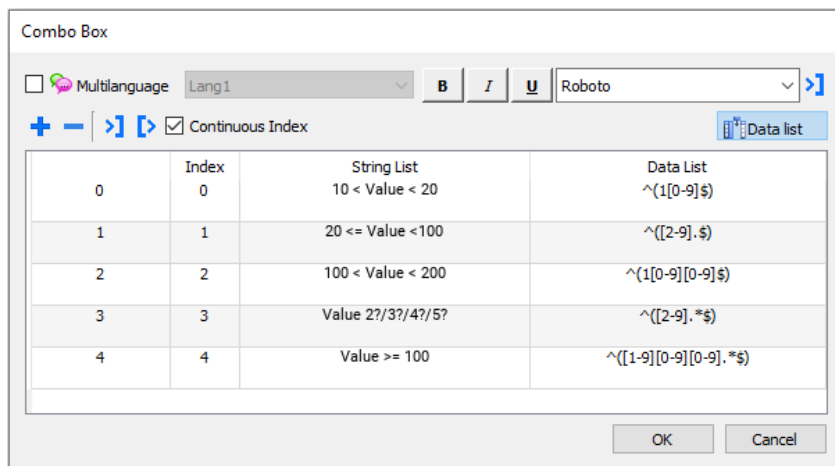 Combo Box
Multilanguage Lang1 B I U Roboto
Continuous Index Data list
Index String List Data List
0 0 10 < Value < 20 ^(1[0-9]$)
1 1 20 <= Value <100 ^([2-9].$)
2 2 100 < Value < 200 ^(1[0-9][0-9]$)
3 3 Value 2?/3?/4?/5? ^([2-9].*$)
4 4 Value >= 100 ^([1-9][0-9][0-9].*$)
OK Cancel